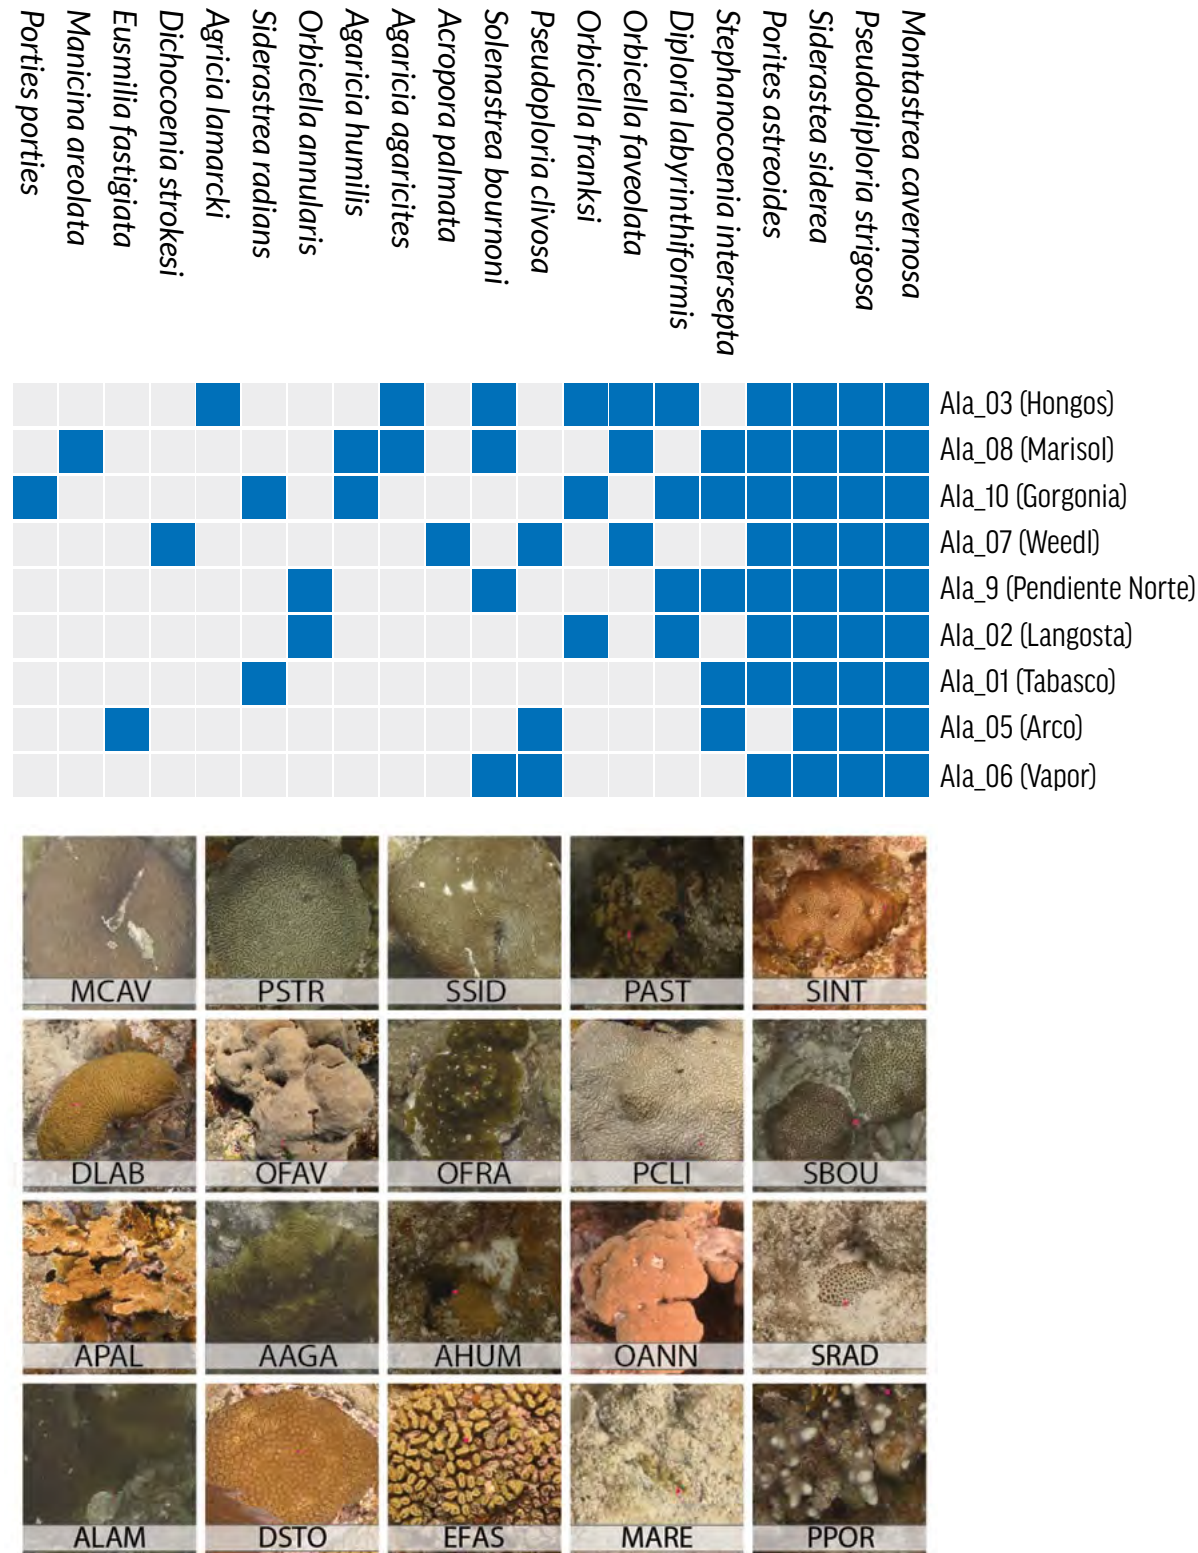 Porties porties
Manicina areolata
Eusmilia fastigiata
Dichocoenia strokesi
Agricia lamarcki
Siderastrea radians
Orbicella annularis
Agaricia humilis
Agaricia agaricites
Acropora palmata
Solenastrea bournoni
Pseudoploria clivosa
Orbicella franksi
Orbicella faveolata
Diploria labyrinthiformis
Stephanocoenia intersepta
Porites astreoides
Siderastea siderea
Pseudodiploria strigosa
Montastrea cavernosa
Ala_03 (Hongos)
Ala_08 (Marisol)
Ala_10 (Gorgonia)
Ala_07 (Weedl)
Ala_9 (Pendiente Norte)
Ala_02 (Langosta)
Ala_01 (Tabasco)
Ala_05 (Arco)
Ala_06 (Vapor)
MCAV
PSTR
SSID
PAST
SINT
DLAB
OFAV
OFRA
PCLI
SBOU
APAL
AAGA
AHUM
OANN
SRAD
ALAM
DSTO
EFAS
MARE
PPOR